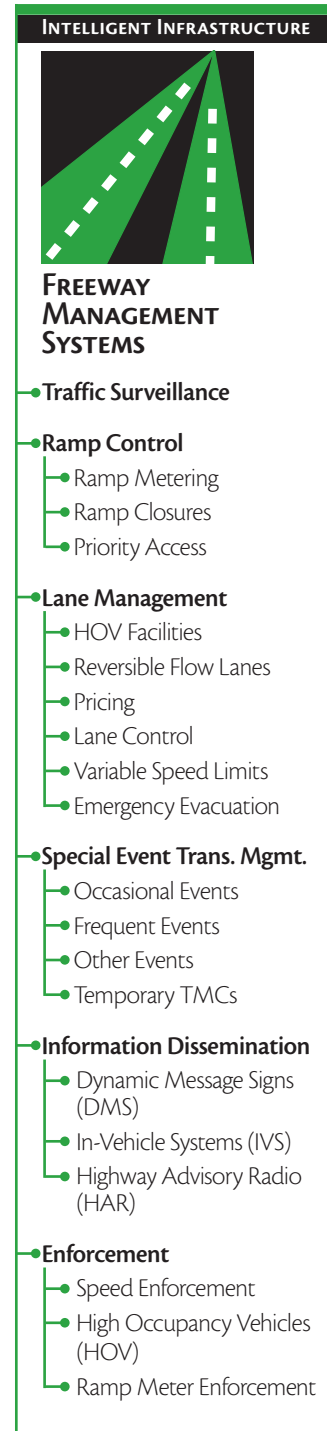 Intelligent Infrastructure
Freeway
Management
Systems
Traffic Surveillance
Ramp Control
Ramp Metering
Ramp Closures
Priority Access
Lane Management
HOV Facilities
Reversible Flow Lanes
Pricing
Lane Control
Variable Speed Limits
Emergency Evacuation
Special Event Trans. Mgmt.
Occasional Events
Frequent Events
Other Events
Temporary TMCs
Information Dissemination
Dynamic Message Signs
(DMS)
In-Vehicle Systems (IVS)
Highway Advisory Radio
(HAR)
Enforcement
Speed Enforcement
High Occupancy Vehicles
(HOV)
Ramp Meter Enforcement